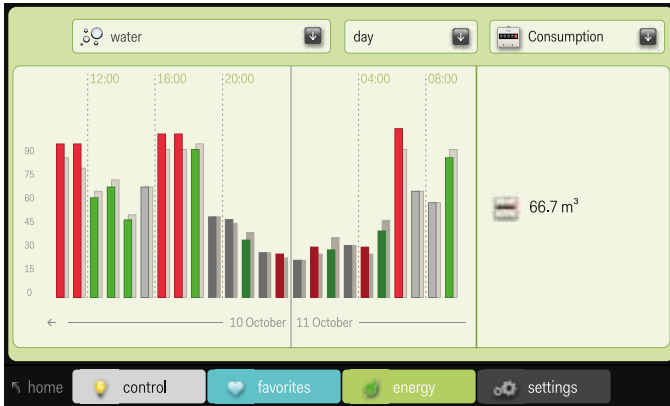 water
day
Consumption
12:00 16:00 20:00 04:00 08:00
90
75
60
45
30
15
0
66.7 m³
← 10 October 11 October
home control favorites energy settings